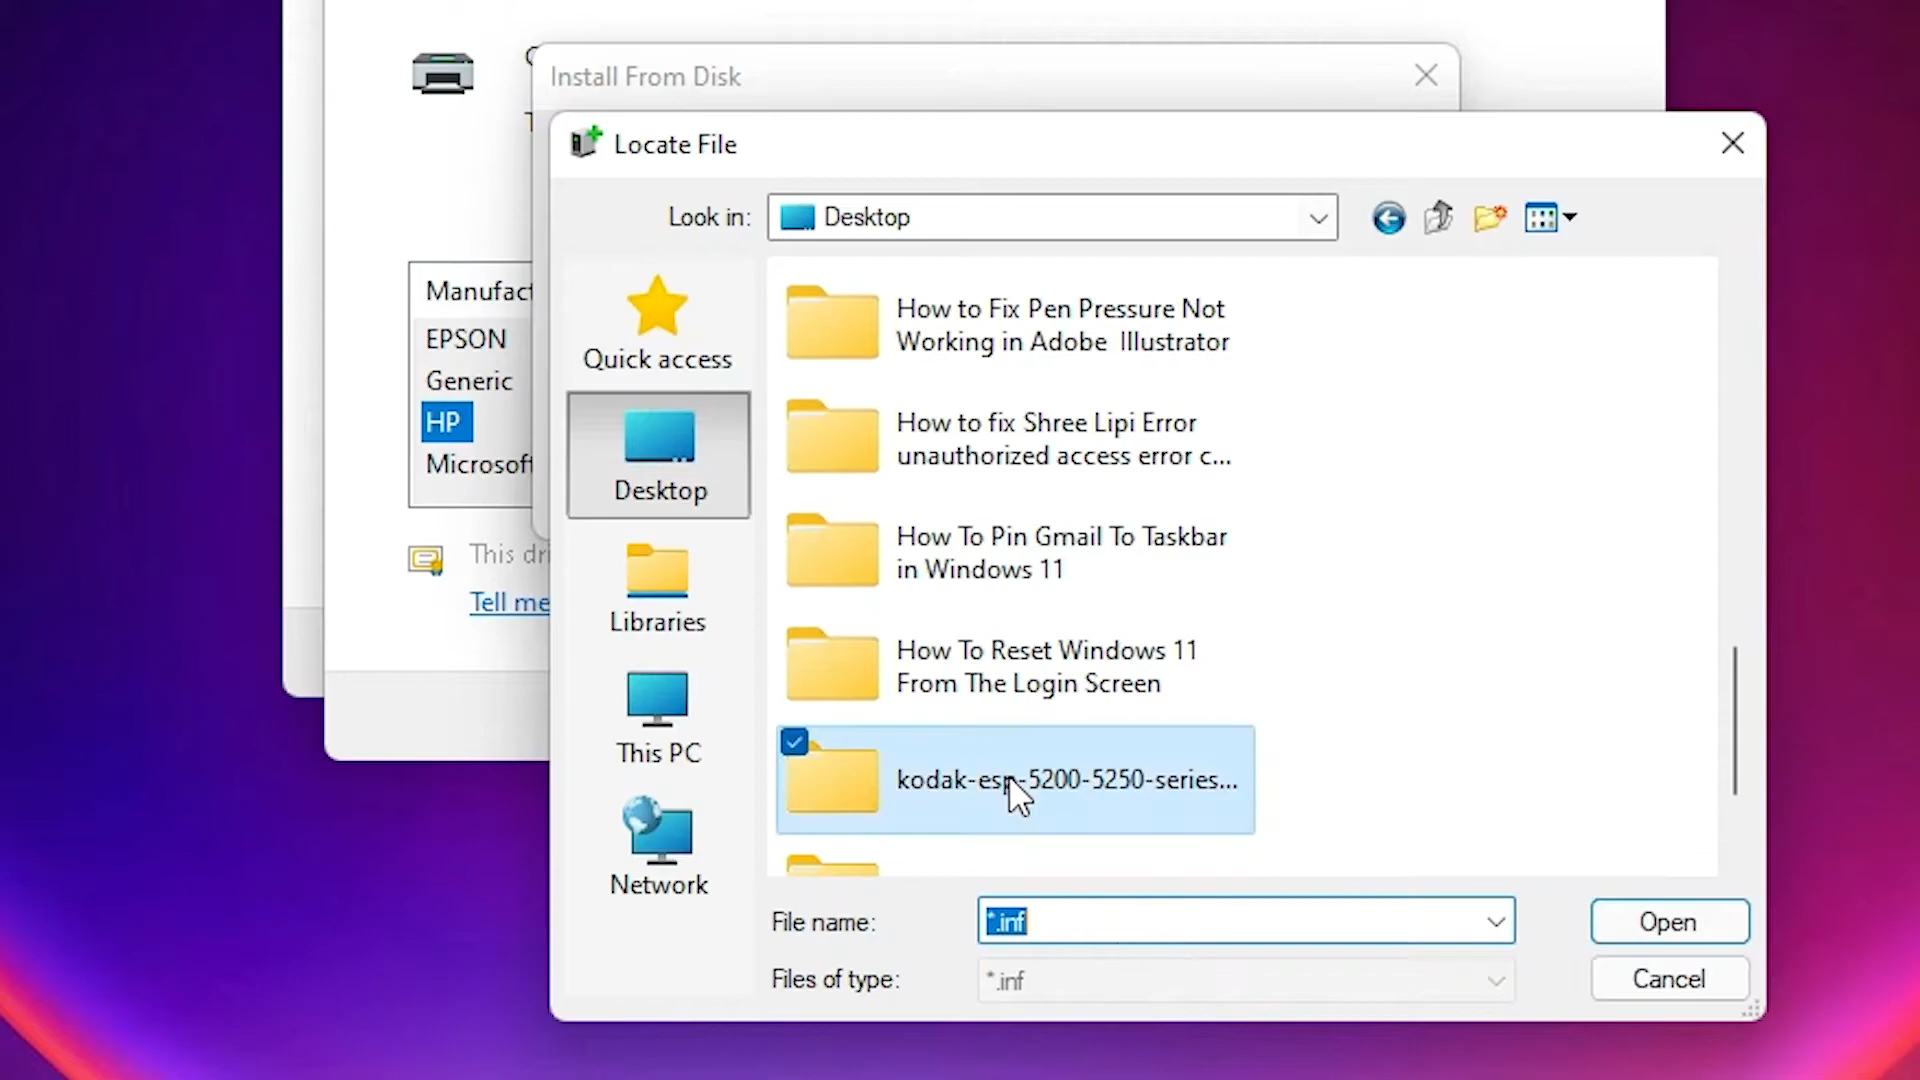 Install From Disk
Locate File
Look in:
Desktop
Manufact
EPSON
Generic
HP
Microsoft
This dri
Tell me
Quick access
Desktop
Libraries
This PC
Network
How to Fix Pen Pressure Not
Working in Adobe Illustrator
How to fix Shree Lipi Error
unauthorized access error c...
How To Pin Gmail To Taskbar
in Windows 11
How To Reset Windows 11
From The Login Screen
kodak-esp-5200-5250-series...
File name:
*.inf
Open
Files of type:
*.inf
Cancel